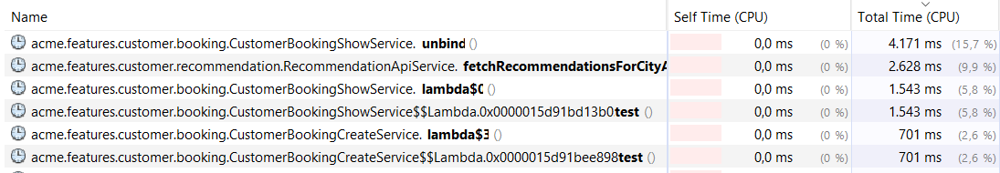 Name Self Time (CPU) Total Time (CPU)
acme.features.customer.booking.CustomerBookingShowService. unbind () 0,0 ms (0 %) 4.171 ms (15,7 %)
acme.features.customer.recommendation.RecommendationApiService. fetchRecommendationsForCityA 0,0 ms (0 %) 2.628 ms (9,9 %)
acme.features.customer.booking.CustomerBookingShowService. lambda$0 () 0,0 ms (0 %) 1.543 ms (5,8 %)
acme.features.customer.booking.CustomerBookingShowService$$Lambda.0x0000015d91bd13b0test () 0,0 ms (0 %) 1.543 ms (5,8 %)
acme.features.customer.booking.CustomerBookingCreateService. lambda$3 () 0,0 ms (0 %) 701 ms (2,6 %)
acme.features.customer.booking.CustomerBookingCreateService$$Lambda.0x0000015d91bee898test () 0,0 ms (0 %) 701 ms (2,6 %)